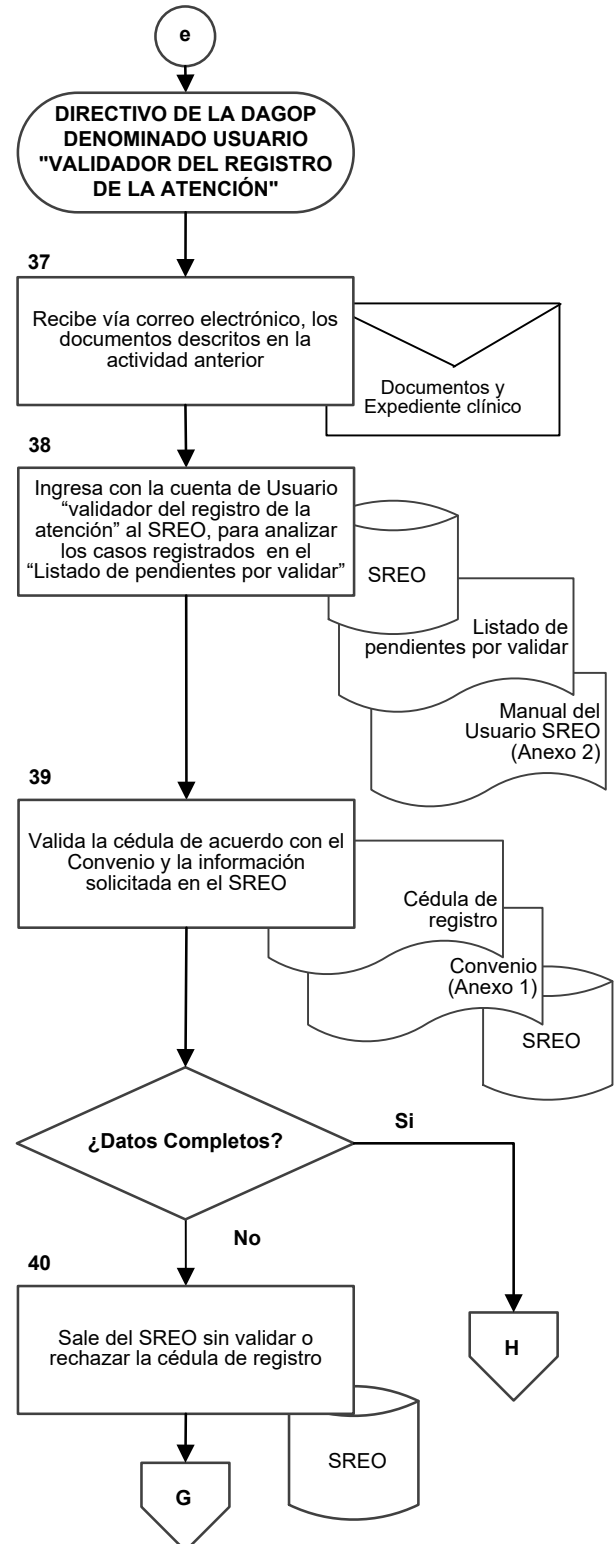 e
DIRECTIVO DE LA DAGOP
DENOMINADO USUARIO
"VALIDADOR DEL REGISTRO
DE LA ATENCIÓN"
37
Recibe vía correo electrónico, los
documentos descritos en la
actividad anterior
Documentos y
Expediente clínico
38
Ingresa con la cuenta de Usuario
“validador del registro de la
atención” al SREO, para analizar
los casos registrados en el
“Listado de pendientes por validar”
SREO
Listado de
pendientes por validar
Manual del
Usuario SREO
(Anexo 2)
39
Valida la cédula de acuerdo con el
Convenio y la información
solicitada en el SREO
Cédula de
registro
Convenio
(Anexo 1)
SREO
¿Datos Completos?
Si
No
40
Sale del SREO sin validar o
rechazar la cédula de registro
SREO
H
G